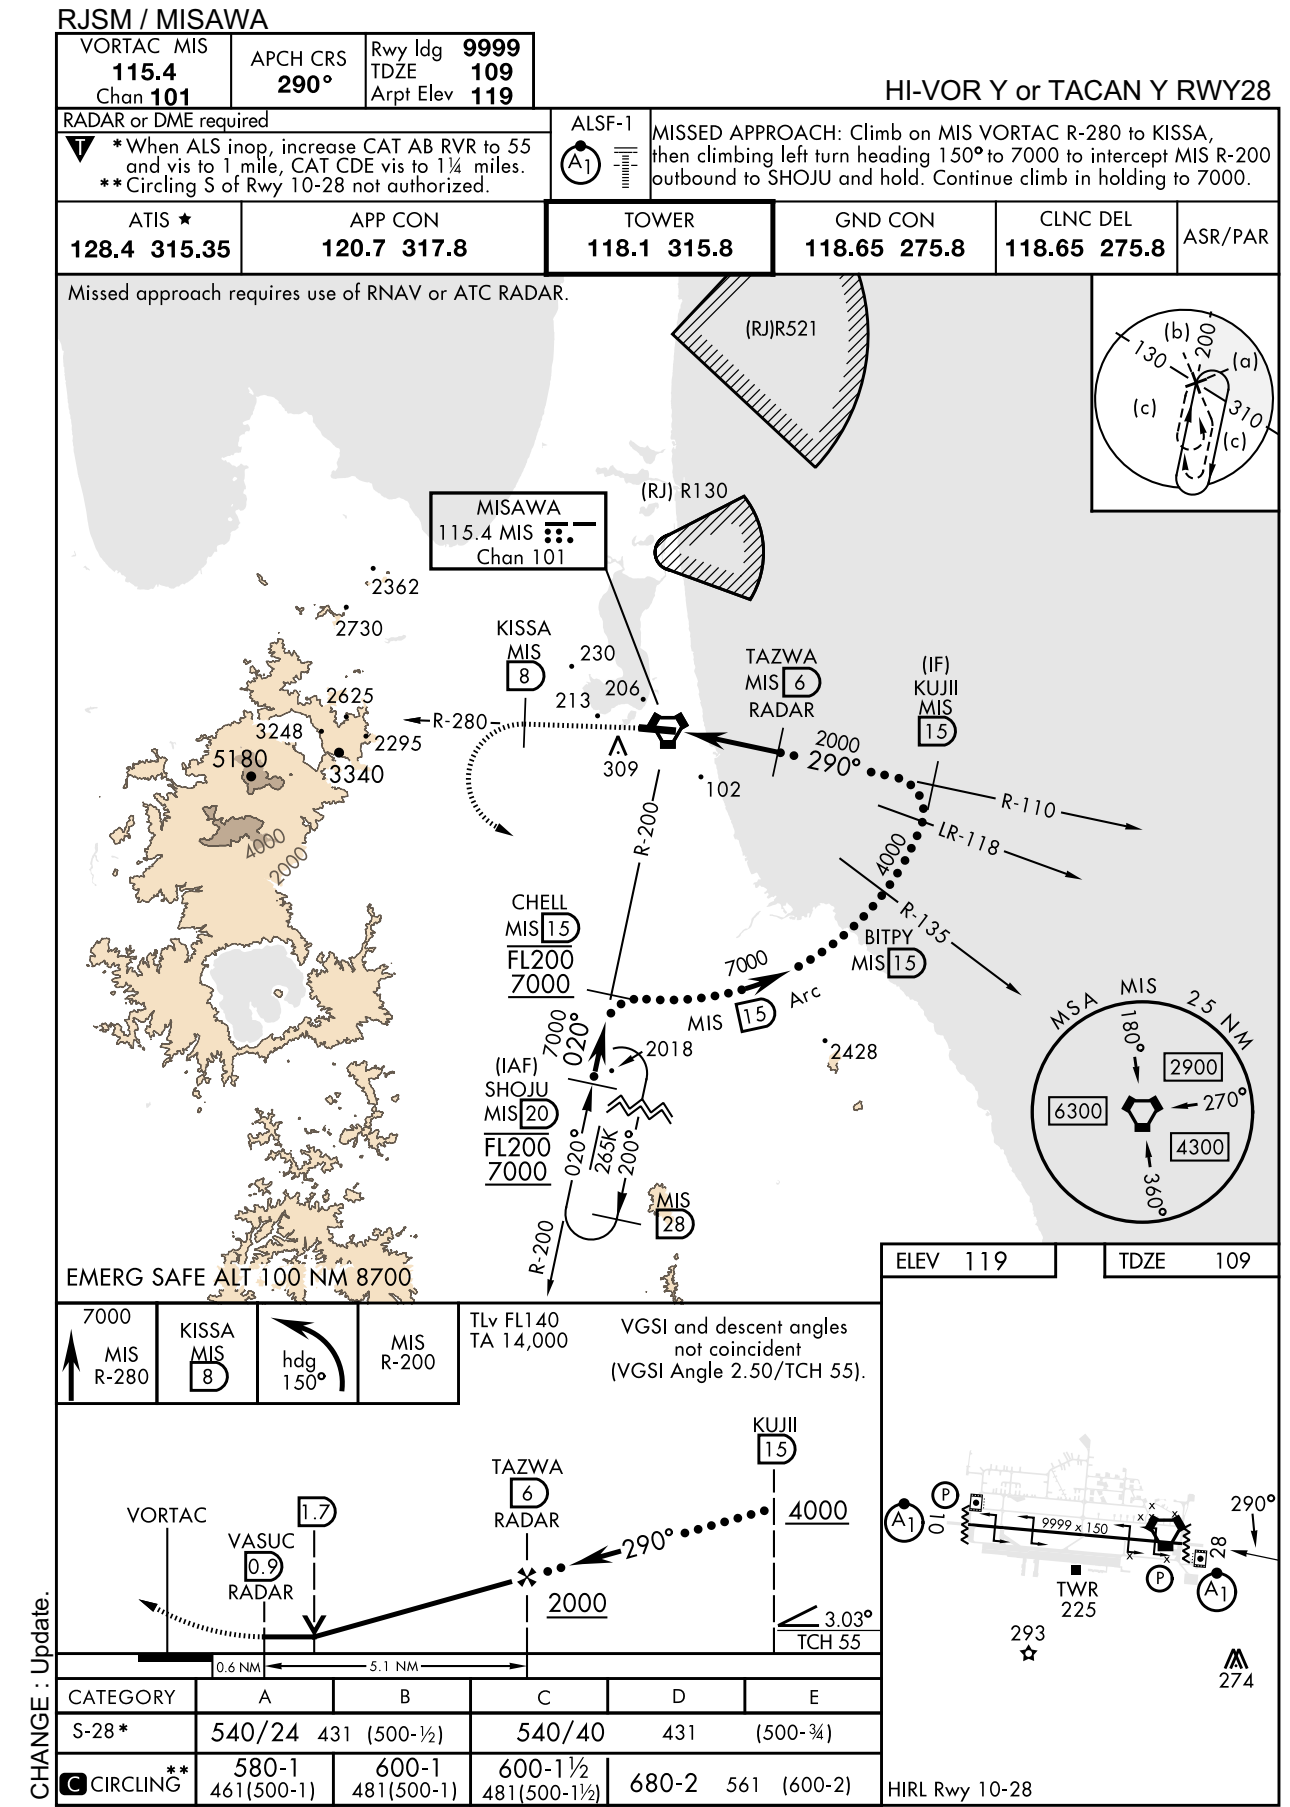 RJSM / MISAWA
VORTAC MIS
115.4
Chan 101
APCH CRS
290°
Rwy ldg 9999
TDZE 109
Arpt Elev 119
HI-VOR Y or TACAN Y RWY28
RADAR or DME required
T
* When ALS inop, increase CAT AB RVR to 55
and vis to 1 mile, CAT CDE vis to 1¼ miles.
** Circling S of Rwy 10-28 not authorized.
ALSF-1
A1
MISSED APPROACH: Climb on MIS VORTAC R-280 to KISSA,
then climbing left turn heading 150° to 7000 to intercept MIS R-200
outbound to SHOJU and hold. Continue climb in holding to 7000.
ATIS ★
128.4 315.35
APP CON
120.7 317.8
TOWER
118.1 315.8
GND CON
118.65 275.8
CLNC DEL
118.65 275.8
ASR/PAR
Missed approach requires use of RNAV or ATC RADAR.
(RJ)R521
(b)
200
130
(a)
(c)
310
(c)
(RJ) R130
MISAWA
115.4 MIS
Chan 101
2362
2730
KISSA
MIS
8
230
206
213
TAZWA
MIS 6
RADAR
(IF)
KUJII
MIS
15
2625
3248
2295
5180
3340
R-280
309
102
2000
290°
R-110
LR-118
R-200
4000
4000
2000
R-135
CHELL
MIS 15
FL200
7000
BITPY
MIS 15
7000
MIS 15 Arc
7000
020°
2018
2428
(IAF)
SHOJU
MIS 20
FL200
7000
020°
265K
200°
MIS
28
R-200
MSA MIS 25 NM
180°
2900
6300
270°
4300
360°
EMERG SAFE ALT 100 NM 8700
ELEV 119
TDZE 109
7000
MIS
R-280
KISSA
MIS
8
hdg
150°
MIS
R-200
TLv FL140
TA 14,000
VGSI and descent angles
not coincident
(VGSI Angle 2.50/TCH 55).
KUJII
15
TAZWA
6
RADAR
VORTAC
1.7
VASUC
0.9
RADAR
4000
290°
2000
3.03°
TCH 55
0.6 NM
5.1 NM
P
A1
10
9999 x 150
x
x
x
x
x
x
290°
28
P
A1
TWR
225
293
274
HIRL Rwy 10-28
CATEGORY A B C D E
S-28* 540/24 431 (500-½) 540/40 431 (500-¾)
C CIRCLING** 580-1 600-1 600-1½ 680-2 561 (600-2)
461(500-1) 481(500-1) 481(500-1½)
CHANGE : Update.